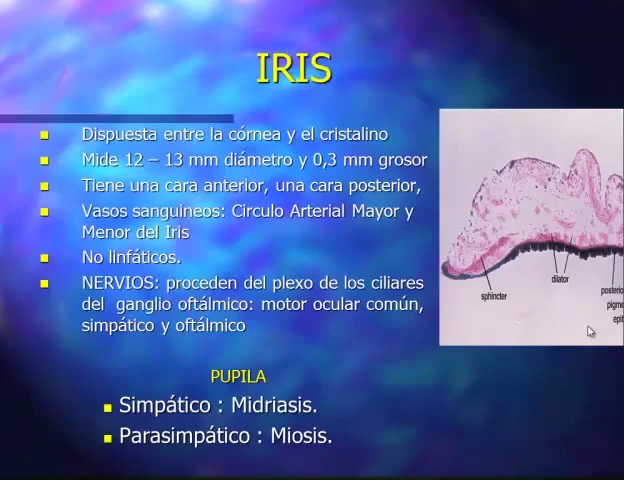 IRIS
Dispuesta entre la córnea y el cristalino
Mide 12 – 13 mm diámetro y 0,3 mm grosor
Tiene una cara anterior, una cara posterior,
Vasos sanguineos: Circulo Arterial Mayor y
Menor del Iris
No linfáticos.
NERVIOS: proceden del plexo de los ciliares
del ganglio oftálmico: motor ocular común,
simpático y oftálmico
sphincter
dilator
posterio
pigme
epit
PUPILA
Simpático : Midriasis.
Parasimpático : Miosis.